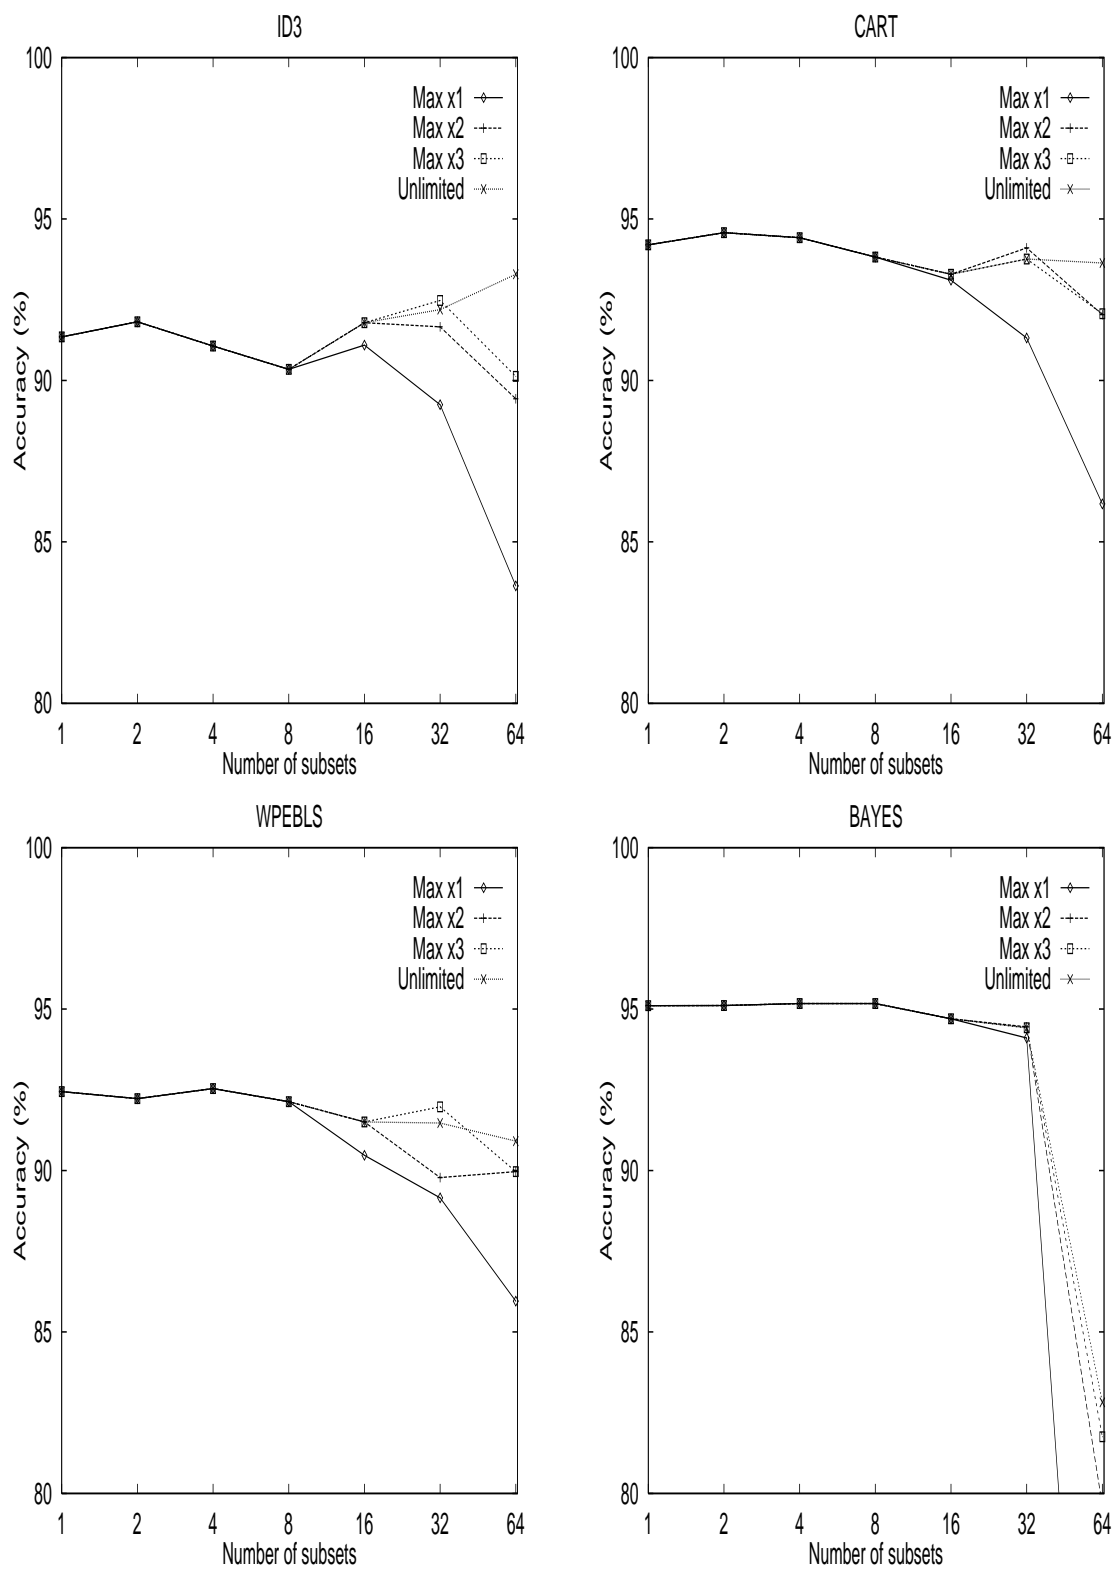 ID3
100
95
90
85
80
Accuracy (%)
Max x1
Max x2
Max x3
Unlimited
1 2 4 8 16 32 64
Number of subsets
CART
100
95
90
85
80
Accuracy (%)
Max x1
Max x2
Max x3
Unlimited
1 2 4 8 16 32 64
Number of subsets
WPEBLS
100
95
90
85
80
Accuracy (%)
Max x1
Max x2
Max x3
Unlimited
1 2 4 8 16 32 64
Number of subsets
BAYES
100
95
90
85
80
Accuracy (%)
Max x1
Max x2
Max x3
Unlimited
1 2 4 8 16 32 64
Number of subsets